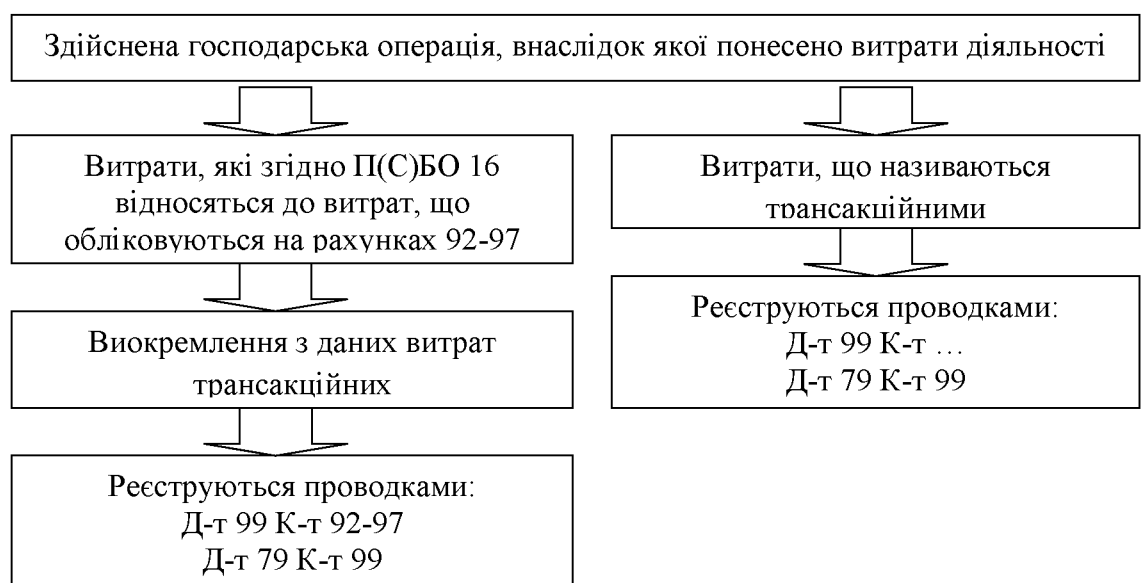 Здійснена господарська операція, внаслідок якої понесено витрати діяльності
Витрати, які згідно П(С)БО 16
відносяться до витрат, що
обліковуються на рахунках 92-97
Виокремлення з даних витрат
трансакційних
Реєструються проводками:
Д-т 99 К-т 92-97
Д-т 79 К-т 99
Витрати, що називаються
трансакційними
Реєструються проводками:
Д-т 99 К-т …
Д-т 79 К-т 99